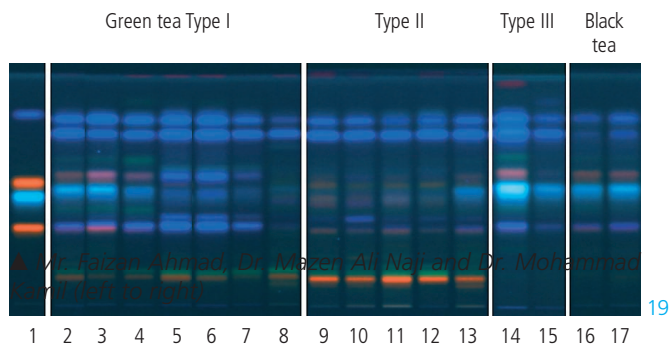 Green tea Type I Type II Type III Black
tea
▲ Mr. Faizan Ahmad, Dr. Mazen Ali Naji and Dr. Mohammad
Kamil (left to right)
19
1 2 3 4 5 6 7 8 9 10 11 12 13 14 15 16 17